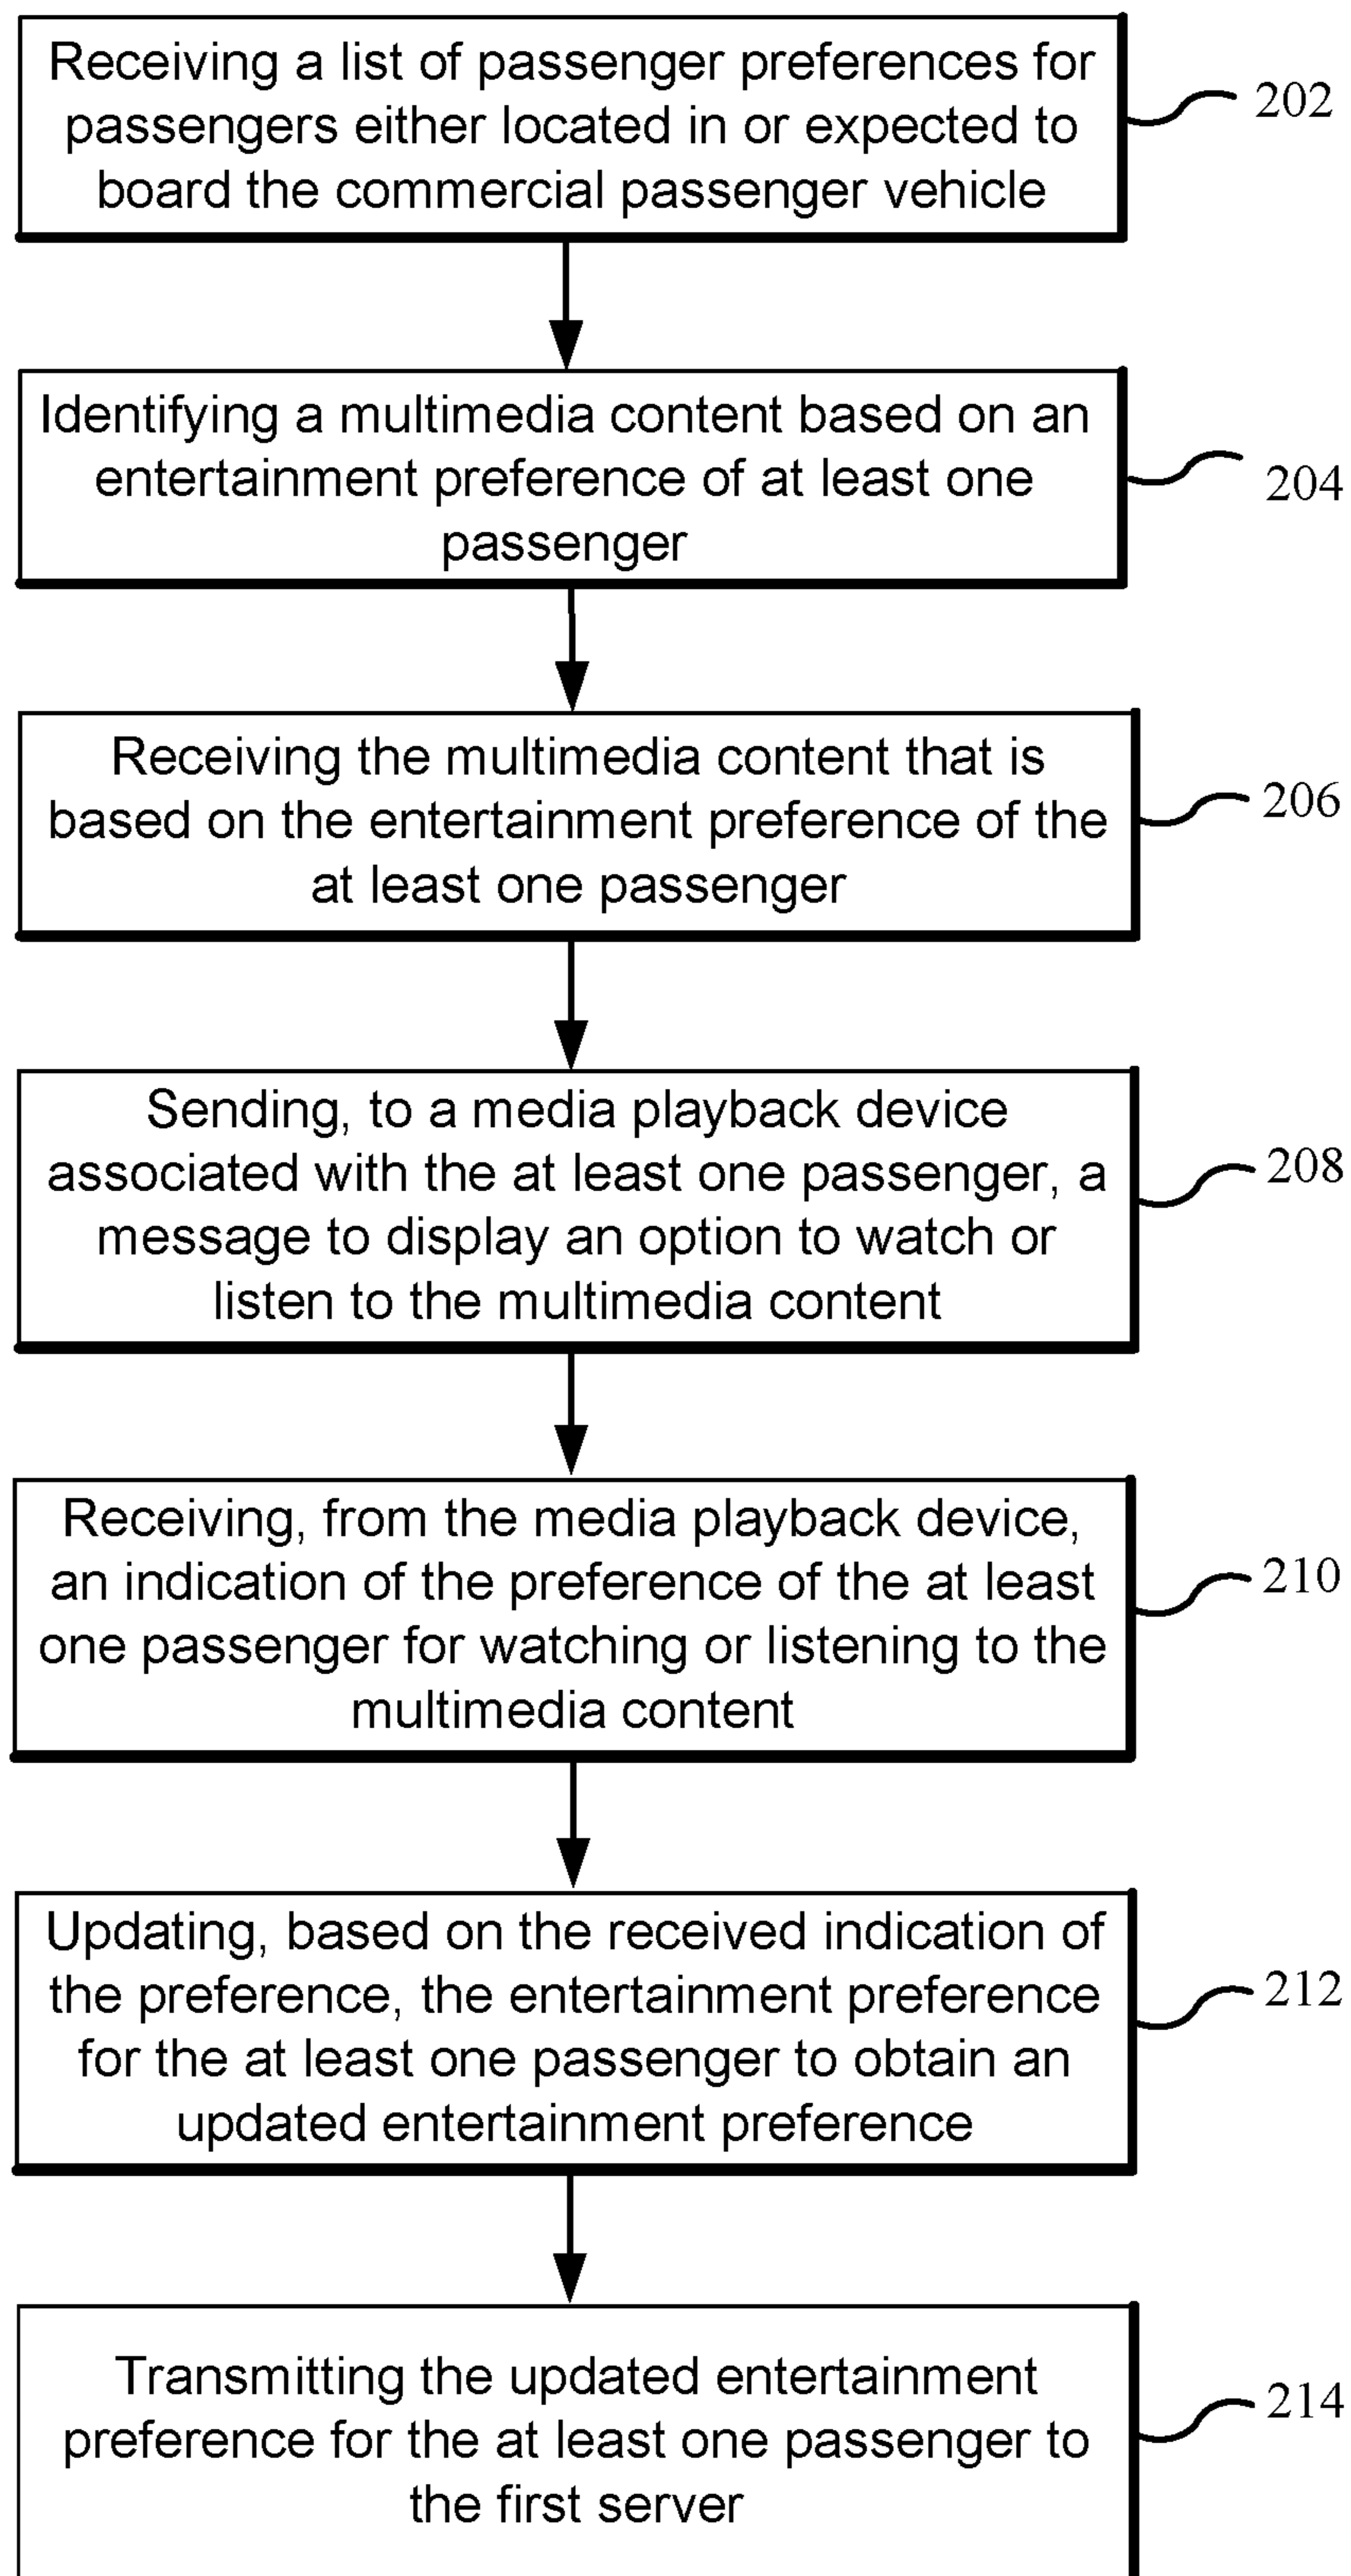 Receiving a list of passenger preferences for
passengers either located in or expected to
board the commercial passenger vehicle
202
Identifying a multimedia content based on an
entertainment preference of at least one
passenger
204
Receiving the multimedia content that is
based on the entertainment preference of the
at least one passenger
206
Sending, to a media playback device
associated with the at least one passenger, a
message to display an option to watch or
listen to the multimedia content
208
Receiving, from the media playback device,
an indication of the preference of the at least
one passenger for watching or listening to the
multimedia content
210
Updating, based on the received indication of
the preference, the entertainment preference
for the at least one passenger to obtain an
updated entertainment preference
212
Transmitting the updated entertainment
preference for the at least one passenger to
the first server
214